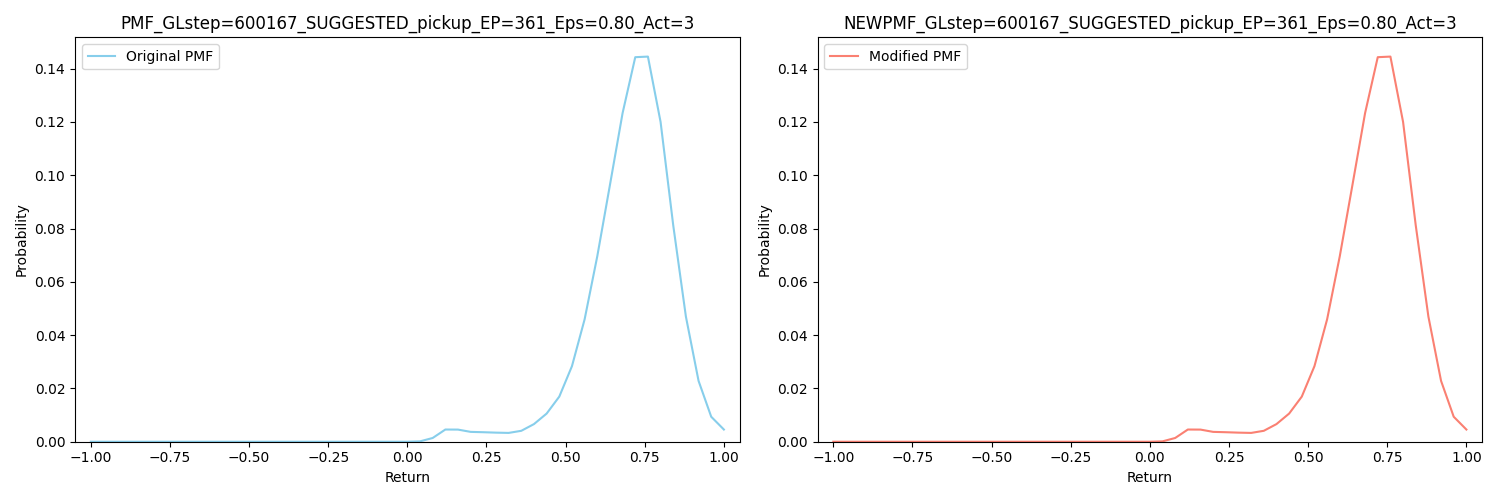 PMF_GLstep=600167_SUGGESTED_pickup_EP=361_Eps=0.80_Act=3
Original PMF
Probability
0.14
0.12
0.10
0.08
0.06
0.04
0.02
0.00
−1.00 −0.75 −0.50 −0.25 0.00 0.25 0.50 0.75 1.00
Return
NEWPMF_GLstep=600167_SUGGESTED_pickup_EP=361_Eps=0.80_Act=3
Modified PMF
Probability
0.14
0.12
0.10
0.08
0.06
0.04
0.02
0.00
−1.00 −0.75 −0.50 −0.25 0.00 0.25 0.50 0.75 1.00
Return